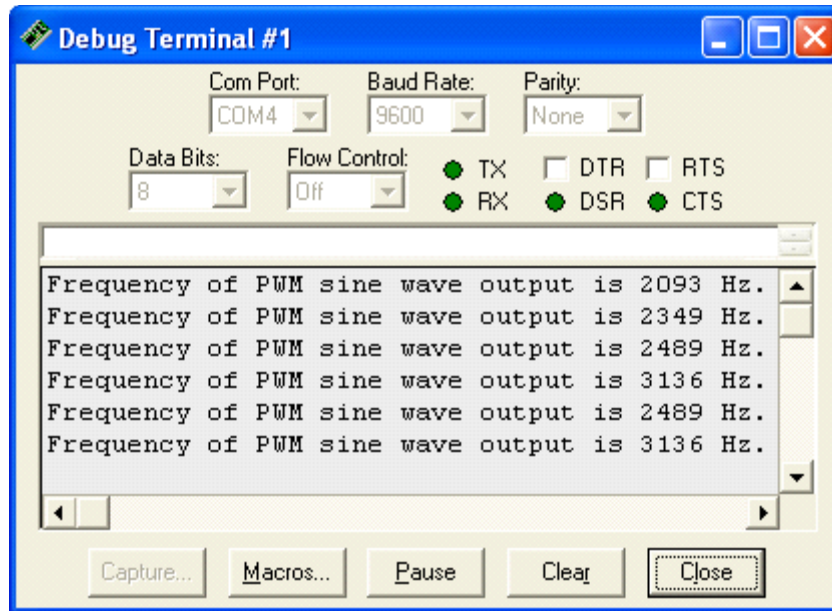 Debug Terminal #1
Com Port: Baud Rate: Parity:
COM4 9600 None
Data Bits: Flow Control: TX DTR RTS
8 Off RX DSR CTS
Frequency of PWM sine wave output is 2093 Hz.
Frequency of PWM sine wave output is 2349 Hz.
Frequency of PWM sine wave output is 2489 Hz.
Frequency of PWM sine wave output is 3136 Hz.
Frequency of PWM sine wave output is 2489 Hz.
Frequency of PWM sine wave output is 3136 Hz.
Capture... Macros... Pause Clear Close